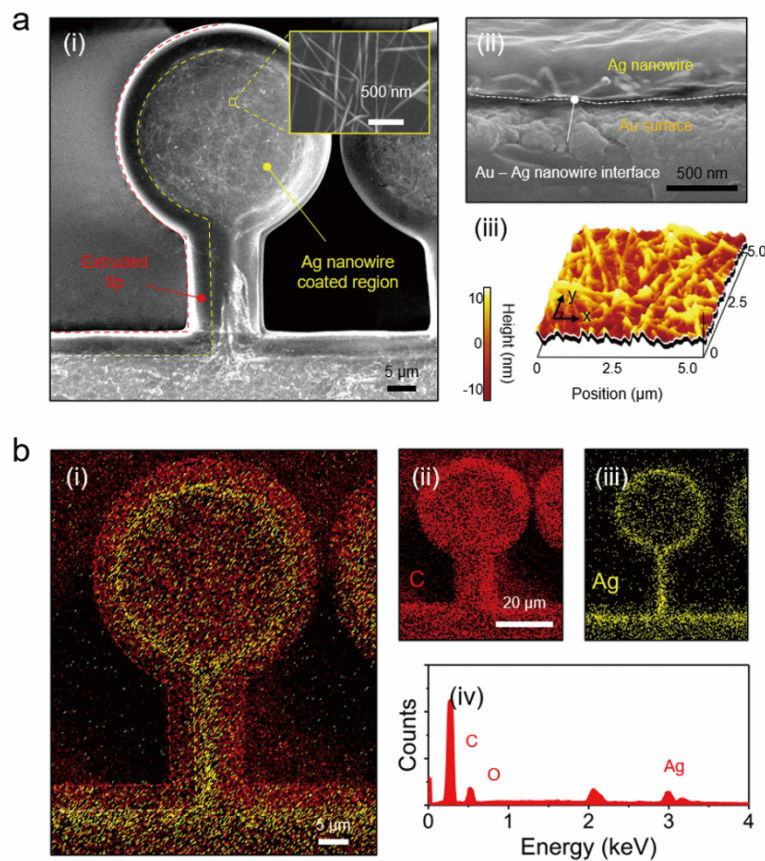 a
(i)
500 nm
Extruded
lip
Ag nanowire
coated region
5 µm
(ii)
Ag nanowire
Au surface
Au – Ag nanowire interface
500 nm
(iii)
10
0
-10
Height (nm)
y
x
5.0
2.5
0
0
2.5
5.0
Position (µm)
b
(i)
5 µm
(ii)
C
20 µm
(iii)
Ag
(iv)
Counts
C
O
Ag
0
1
2
3
4
Energy (keV)